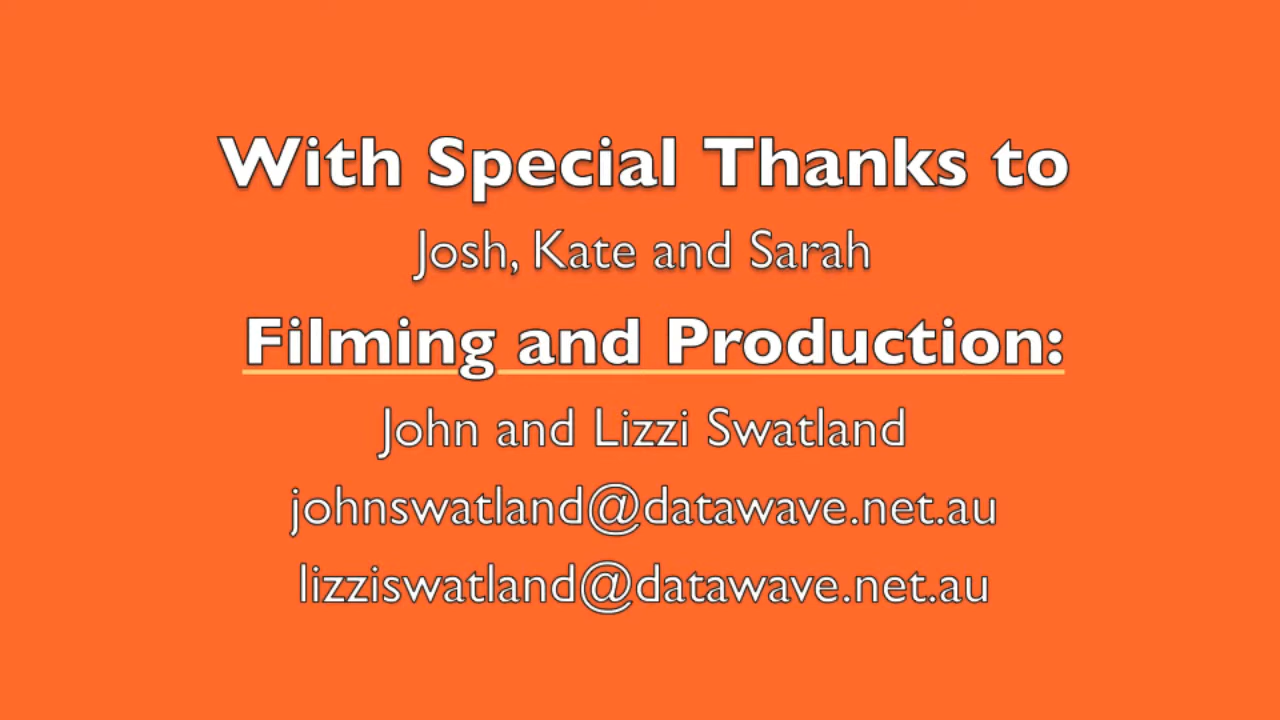 With Special Thanks to
Josh, Kate and Sarah
Filming and Production:
John and Lizzi Swatland
johnswatland@datawave.net.au
lizziswatland@datawave.net.au